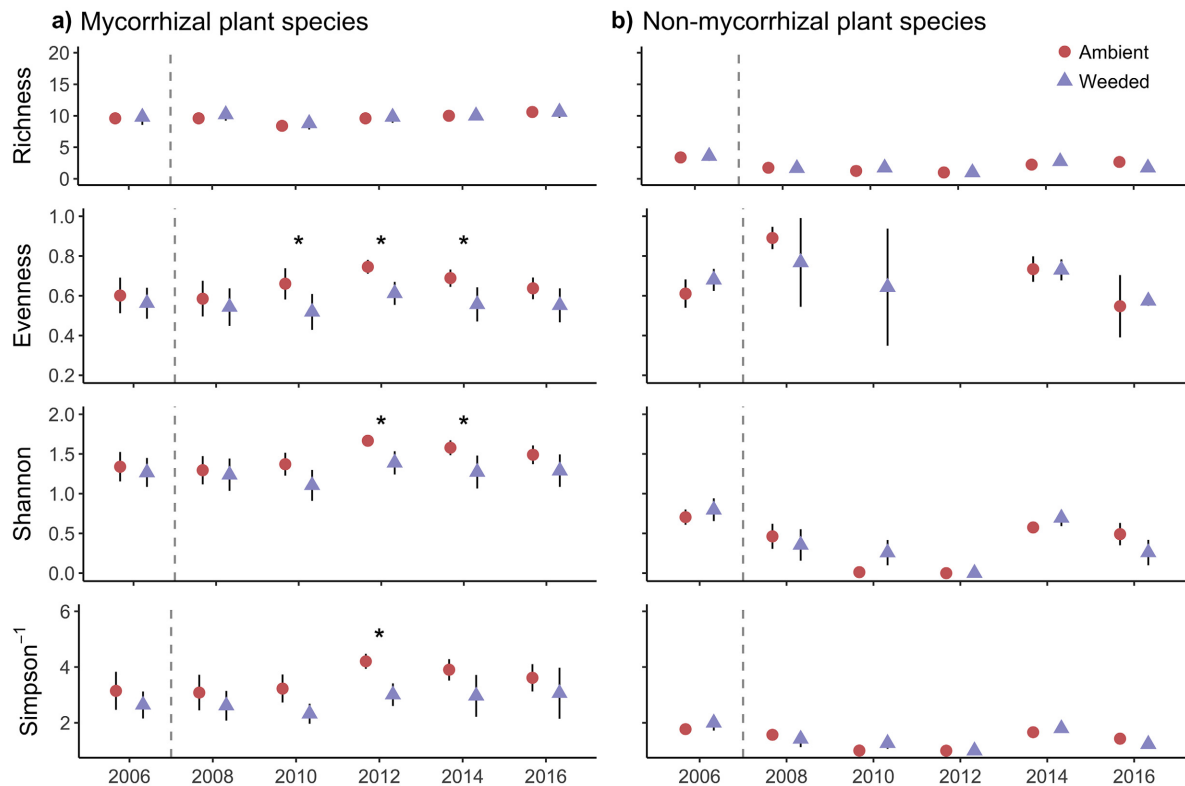 a) Mycorrhizal plant species
b) Non-mycorrhizal plant species
Ambient
Weeded
Richness
20
15
10
5
0
Evenness
1.0
0.8
0.6
0.4
0.2
* * *
Shannon
2.0
1.5
1.0
0.5
0.0
* *
Simpson⁻¹
6
4
2
*
2006 2008 2010 2012 2014 2016
2006 2008 2010 2012 2014 2016